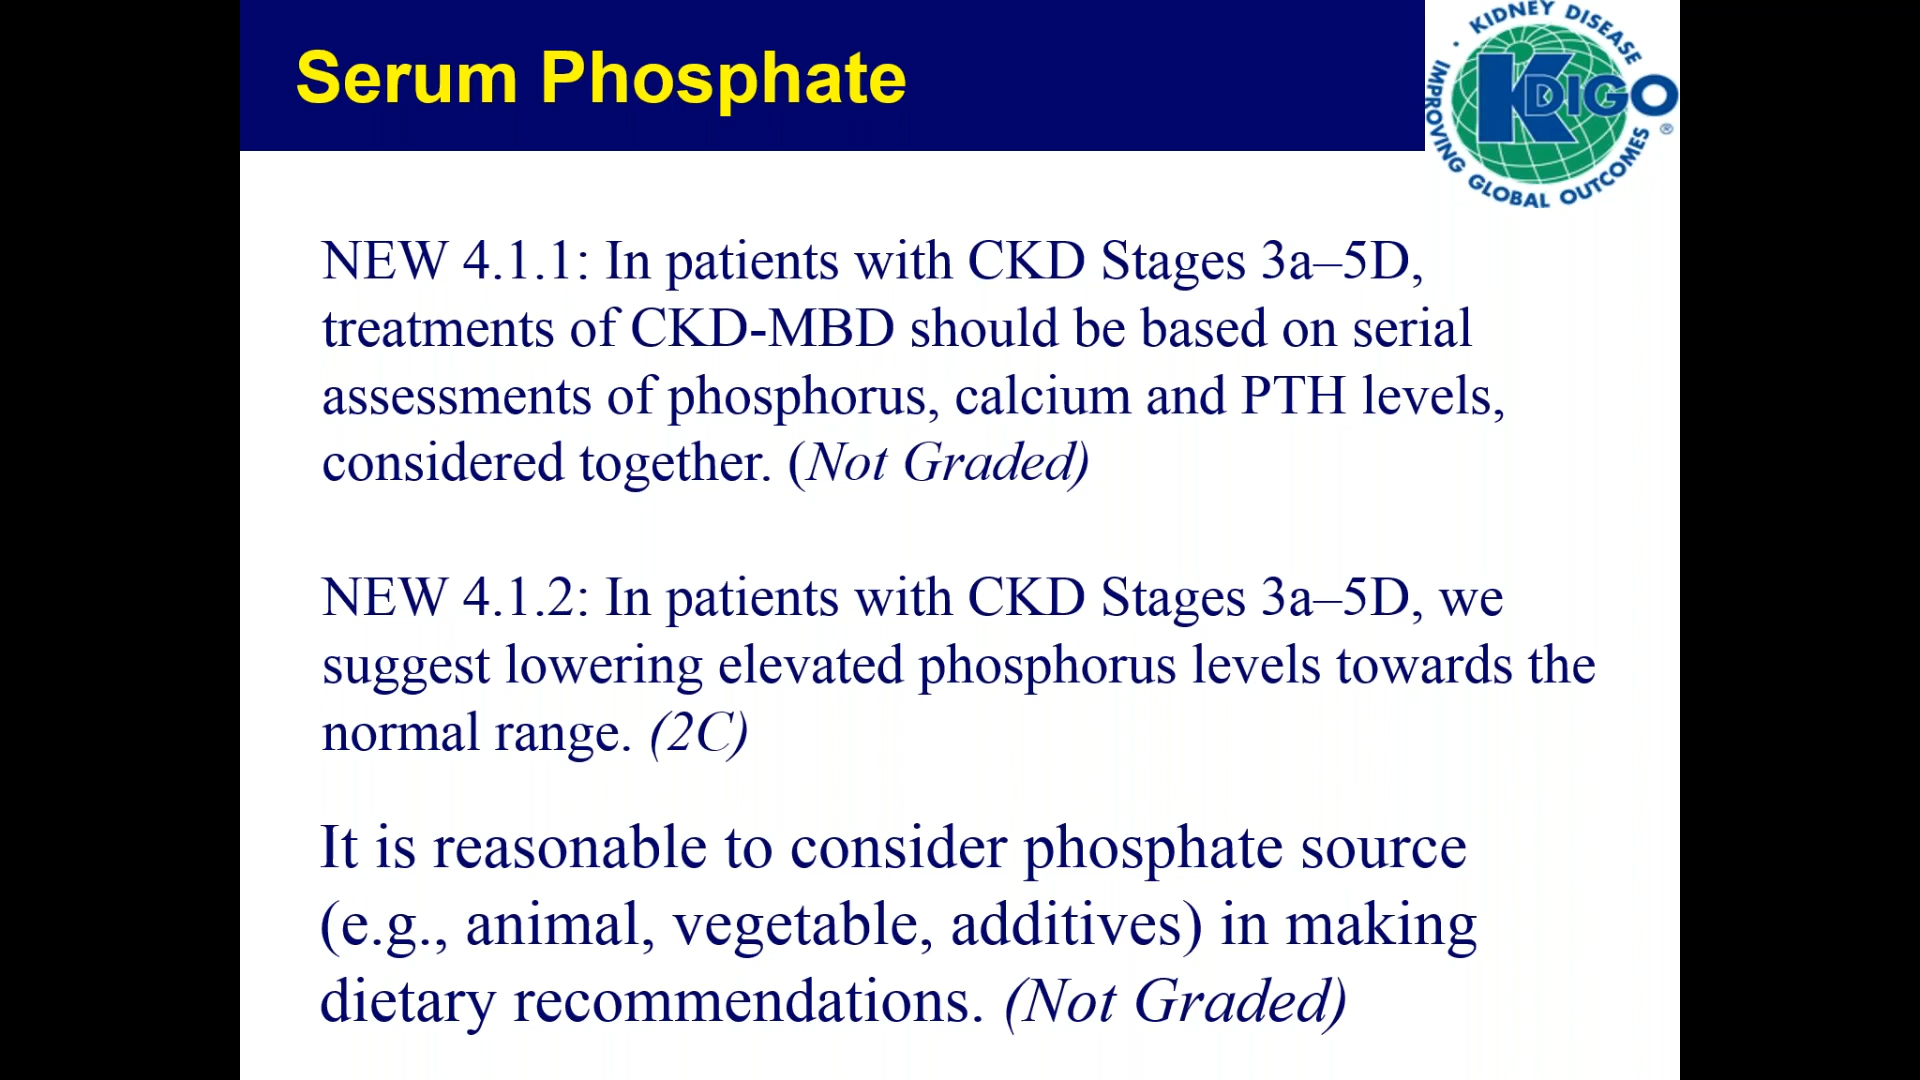 Serum Phosphate
KIDNEY DISEASE
KDIGO
®
IMPROVING GLOBAL OUTCOMES
NEW 4.1.1: In patients with CKD Stages 3a–5D,
treatments of CKD-MBD should be based on serial
assessments of phosphorus, calcium and PTH levels,
considered together. (Not Graded)
NEW 4.1.2: In patients with CKD Stages 3a–5D, we
suggest lowering elevated phosphorus levels towards the
normal range. (2C)
It is reasonable to consider phosphate source
(e.g., animal, vegetable, additives) in making
dietary recommendations. (Not Graded)